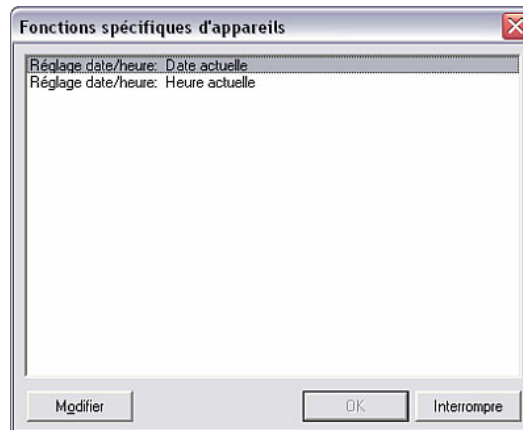 Fonctions spécifiques d'appareils
Réglage date/heure: Date actuelle
Réglage date/heure: Heure actuelle
Modifier
OK
Interrompre